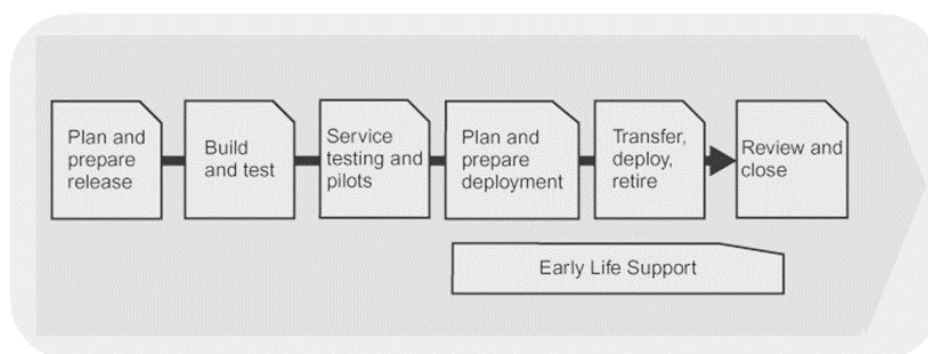 Plan and
prepare
release
Build
and test
Service
testing and
pilots
Plan and
prepare
deployment
Transfer,
deploy,
retire
Review and
close
Early Life Support